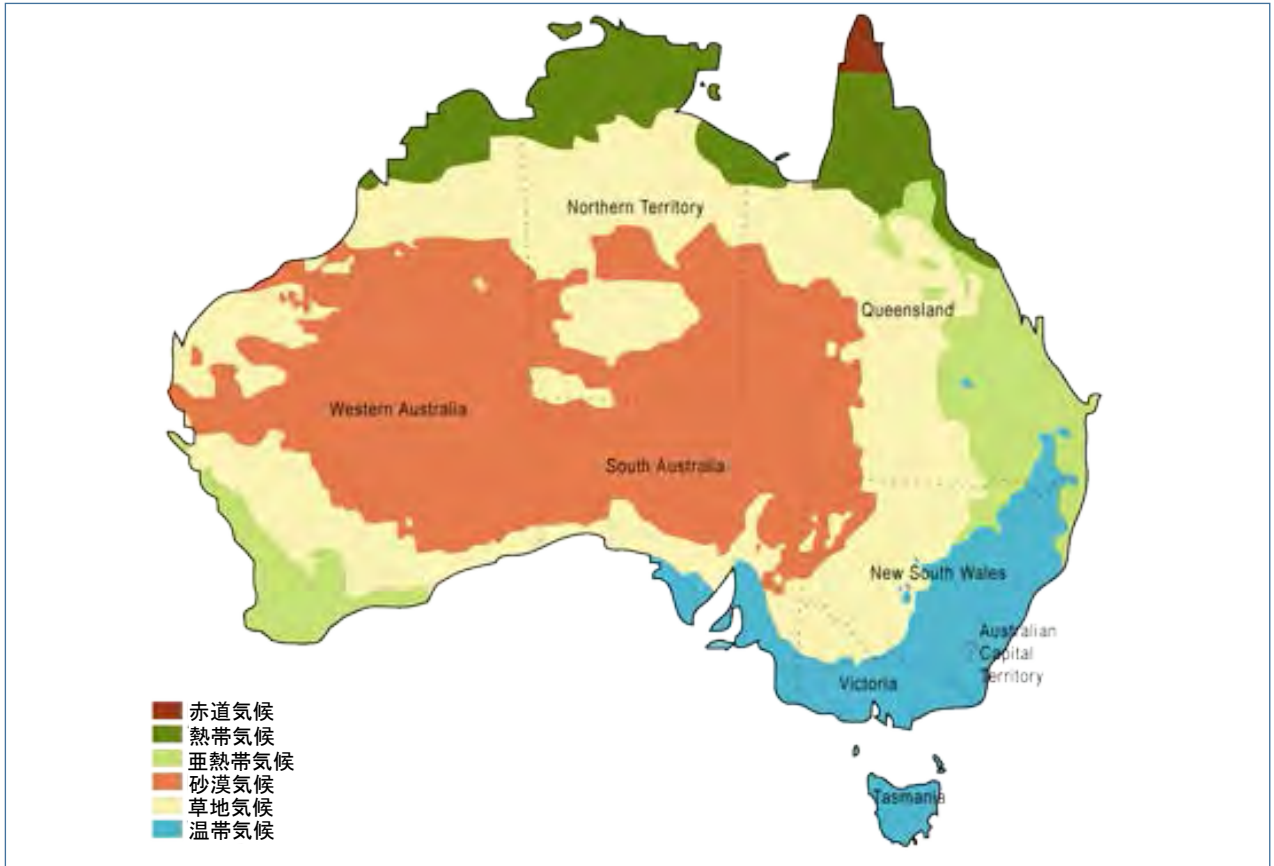 Northern Territory
Queensland
Western Australia
South Australia
New South Wales
Australian
Capital
Territory
Victoria
Tasmania
赤道気候
熱帯気候
亜熱帯気候
砂漠気候
草地気候
温帯気候